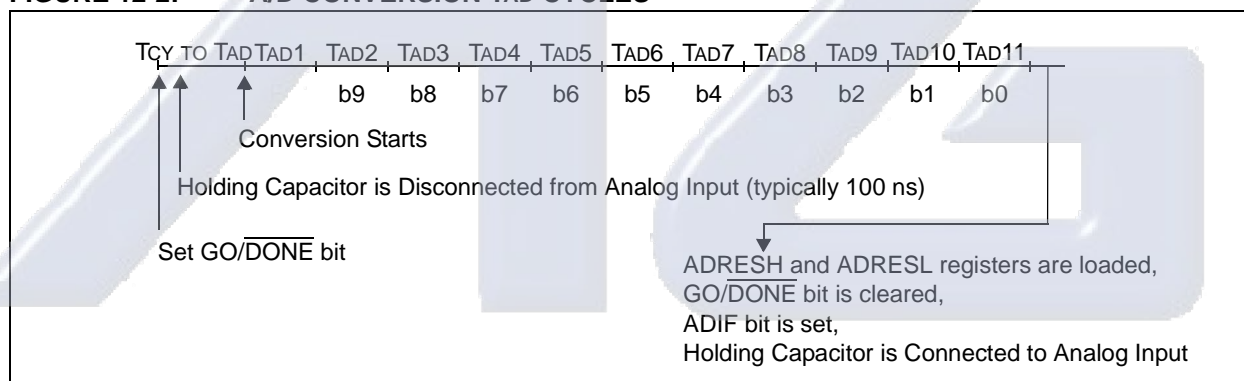 TCY TO TAD TAD1 TAD2 TAD3 TAD4 TAD5 TAD6 TAD7 TAD8 TAD9 TAD10 TAD11
b9 b8 b7 b6 b5 b4 b3 b2 b1 b0
Conversion Starts
Holding Capacitor is Disconnected from Analog Input (typically 100 ns)
Set GO/DONE bit
ADRESH and ADRESL registers are loaded,
GO/DONE bit is cleared,
ADIF bit is set,
Holding Capacitor is Connected to Analog Input